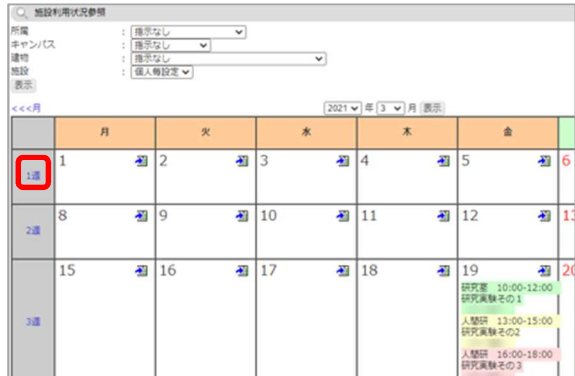 施設利用状況参照
所属 : 指示なし
キャンパス : 指示なし
建物 : 指示なし
施設 : 個人毎設定
表示
<<<月 2021 年 3 月 表示
月 火 水 木 金
1週 1 2 3 4 5 6
2週 8 9 10 11 12 13
3週 15 16 17 18 19 20
研究室 10:00-12:00
研究実験その1
人間研 13:00-15:00
研究実験その2
人間研 16:00-18:00
研究実験その3